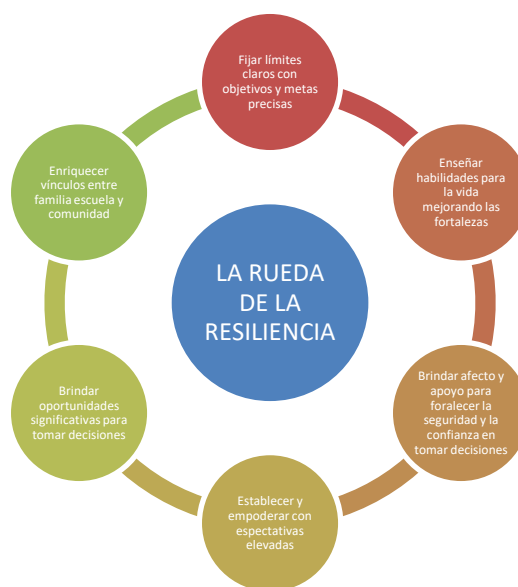 Fijar límites
claros con
objetivos y metas
precisas
Enseñar
habilidades para
la vida
mejorando las
fortalezas
Brindar afecto y
apoyo para
foralecer la
seguridad y la
confianza en
tomar decisiones
Establecer y
empoderar con
espectativas
elevadas
Brindar
oportunidades
significativas para
tomar decisiones
Enriquecer
vínculos entre
familia escuela y
comunidad
LA RUEDA
DE LA
RESILIENCIA